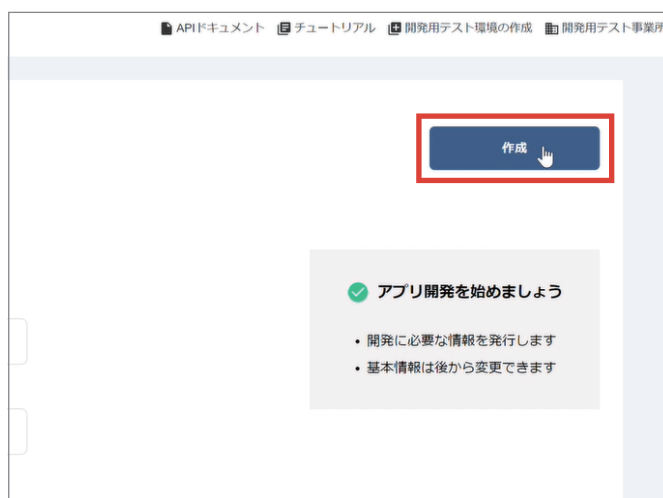 APIドキュメント チュートリアル 開発用テスト環境の作成 開発用テスト事業所
作成
アプリ開発を始めましょう
• 開発に必要な情報を発行します
• 基本情報は後から変更できます